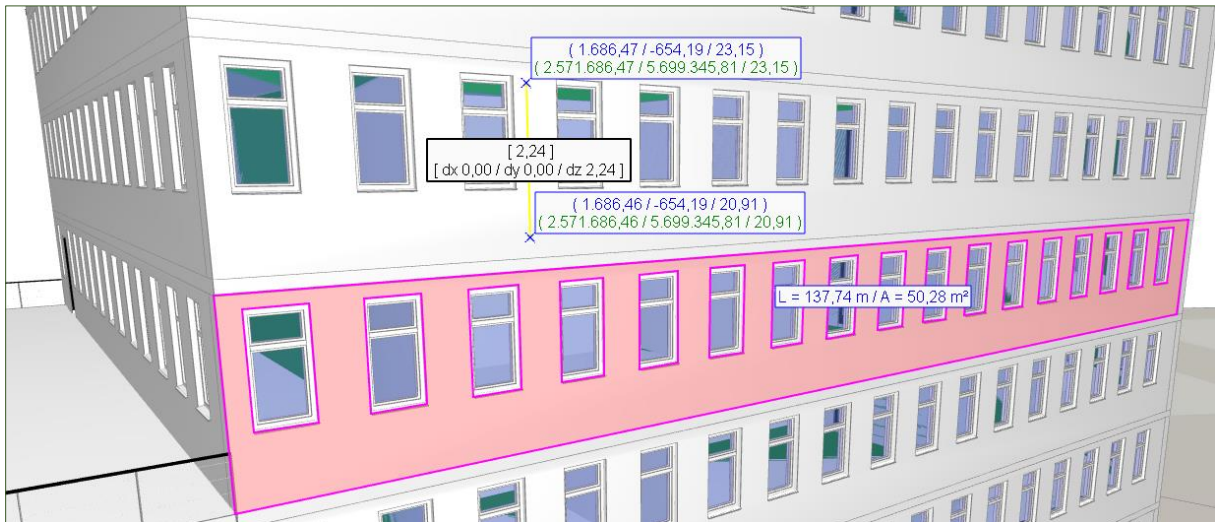 ( 1.686,47 / -654,19 / 23,15 )
( 2.571.686,47 / 5.699.345,81 / 23,15 )
[ 2,24 ]
[ dx 0,00 / dy 0,00 / dz 2,24 ]
( 1.686,46 / -654,19 / 20,91 )
( 2.571.686,46 / 5.699.345,81 / 20,91 )
L = 137,74 m / A = 50,28 m²